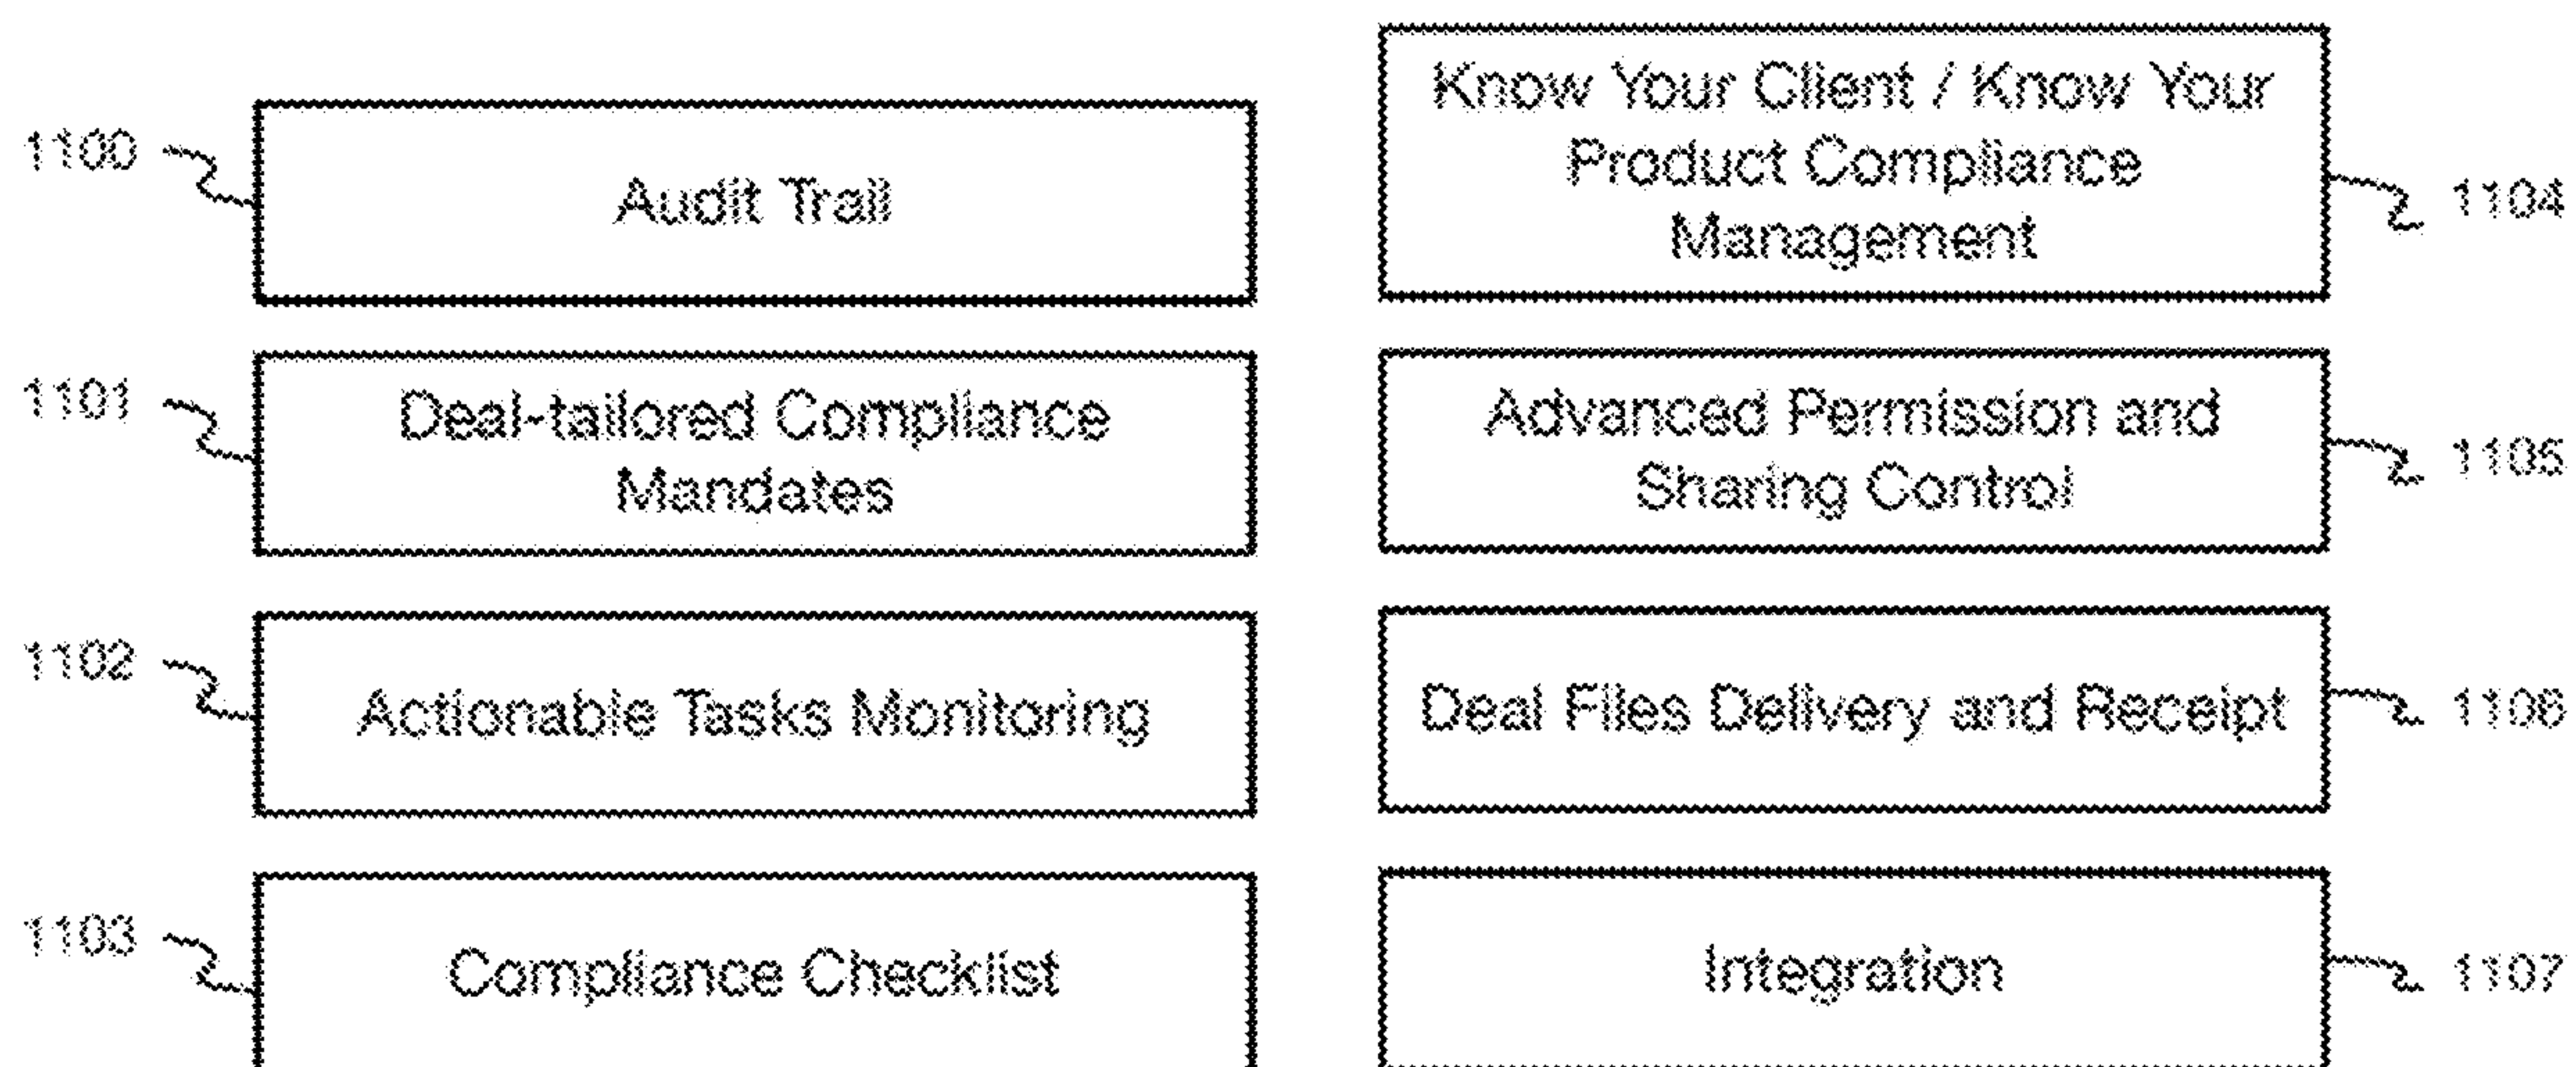 1100
Audit Trail
1101
Deal-tailored Compliance
Mandates
1102
Actionable Tasks Monitoring
1103
Compliance Checklist
Know Your Client / Know Your
Product Compliance
Management
1104
Advanced Permission and
Sharing Control
1105
Deal Files Delivery and Receipt
1106
Integration
1107